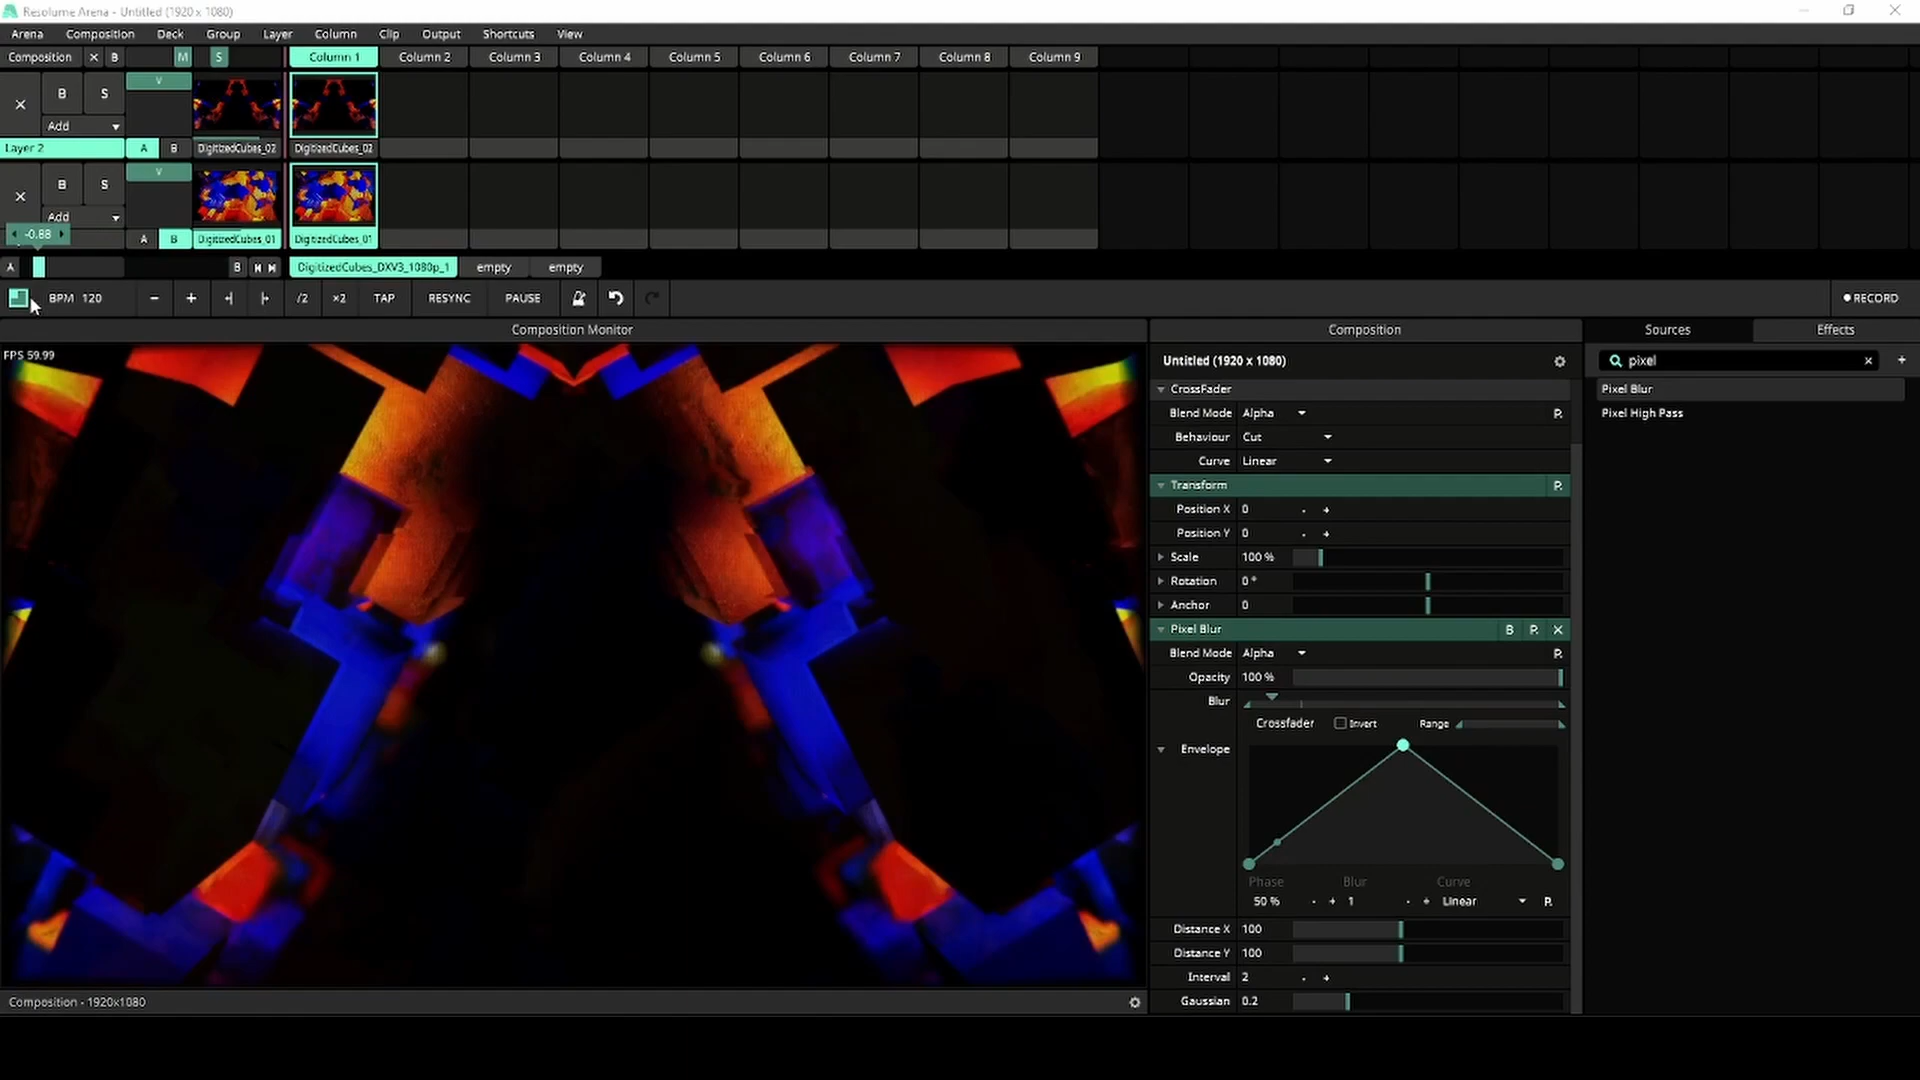 Resolume Arena - Untitled (1920 x 1080)
Arena Composition Deck Group Layer Column Clip Output Shortcuts View
Composition X B M S Column 1 Column 2 Column 3 Column 4 Column 5 Column 6 Column 7 Column 8 Column 9
V
B S
Add
Layer 2 A B DigitizedCubes_02 DigitizedCubes_02
V
B S
Add
-0.88 A B DigitizedCubes_01 DigitizedCubes_01
A B DigitizedCubes_DXV3_1080p_1 empty empty
BPM 120 - + /2 ×2 TAP RESYNC PAUSE RECORD
Composition Monitor Composition Sources Effects
FPS 59.99
Untitled (1920 x 1080) pixel
CrossFader Pixel Blur
Blend Mode Alpha P. Pixel High Pass
Behaviour Cut
Curve Linear
Transform P.
Position X 0 - +
Position Y 0 - +
Scale 100 %
Rotation 0 °
Anchor 0
Pixel Blur B P. X
Blend Mode Alpha P.
Opacity 100 %
Blur
Crossfader Invert Range
Envelope
Phase Blur Curve
50 % - + 1 - + Linear P.
Distance X 100
Distance Y 100
Interval 2 - +
Gaussian 0.2
Composition - 1920x1080